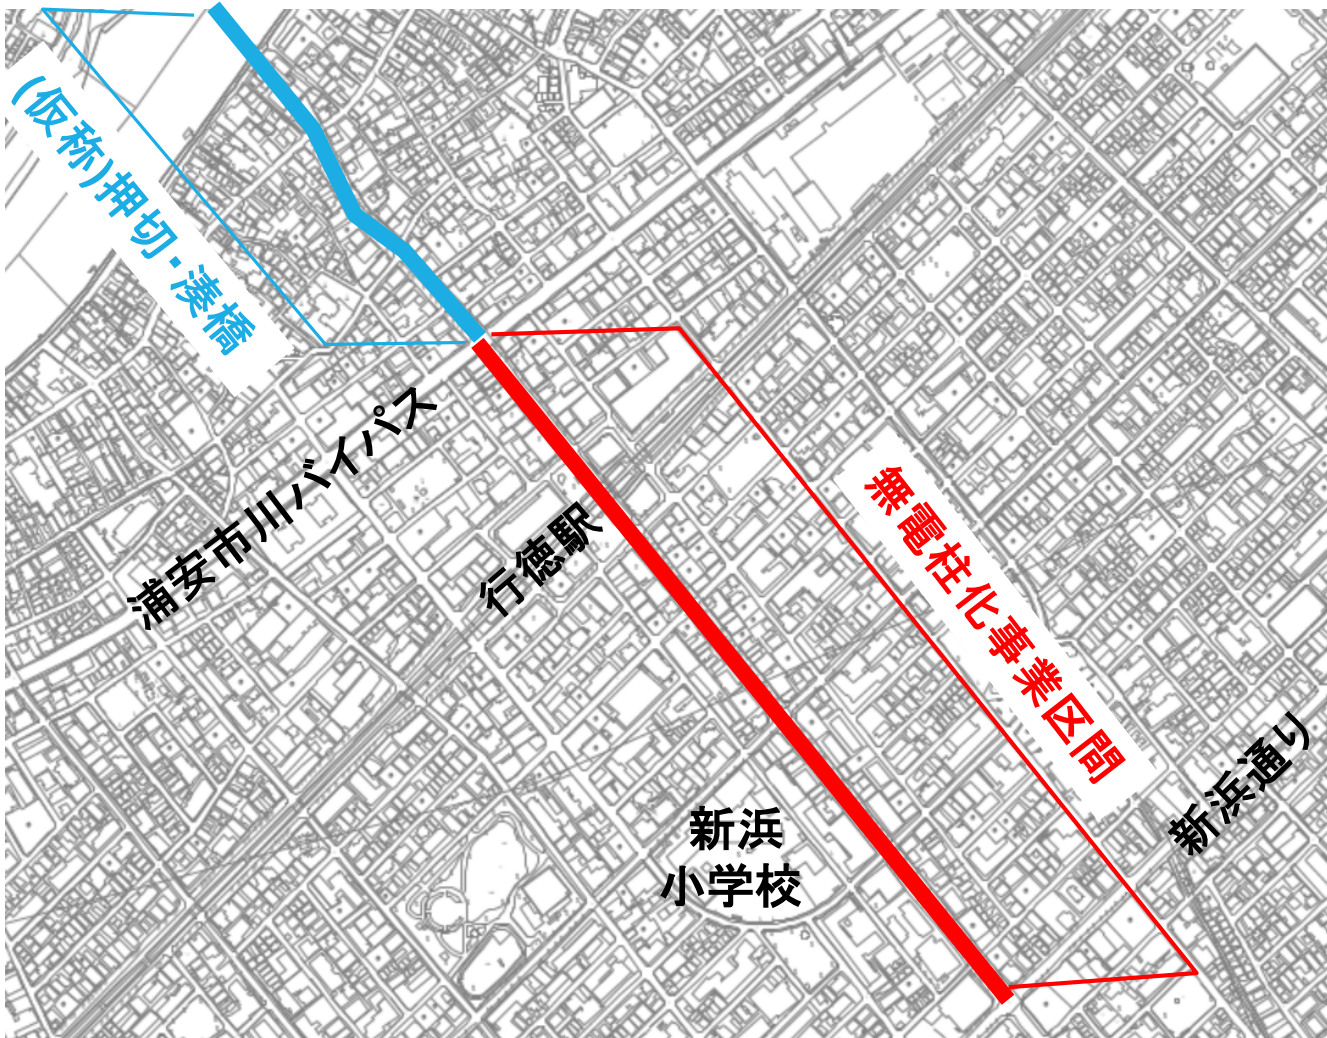 (仮称)押切・湊橋
浦安市川バイパス
行徳駅
無電柱化事業区間
新浜通り
新浜
小学校